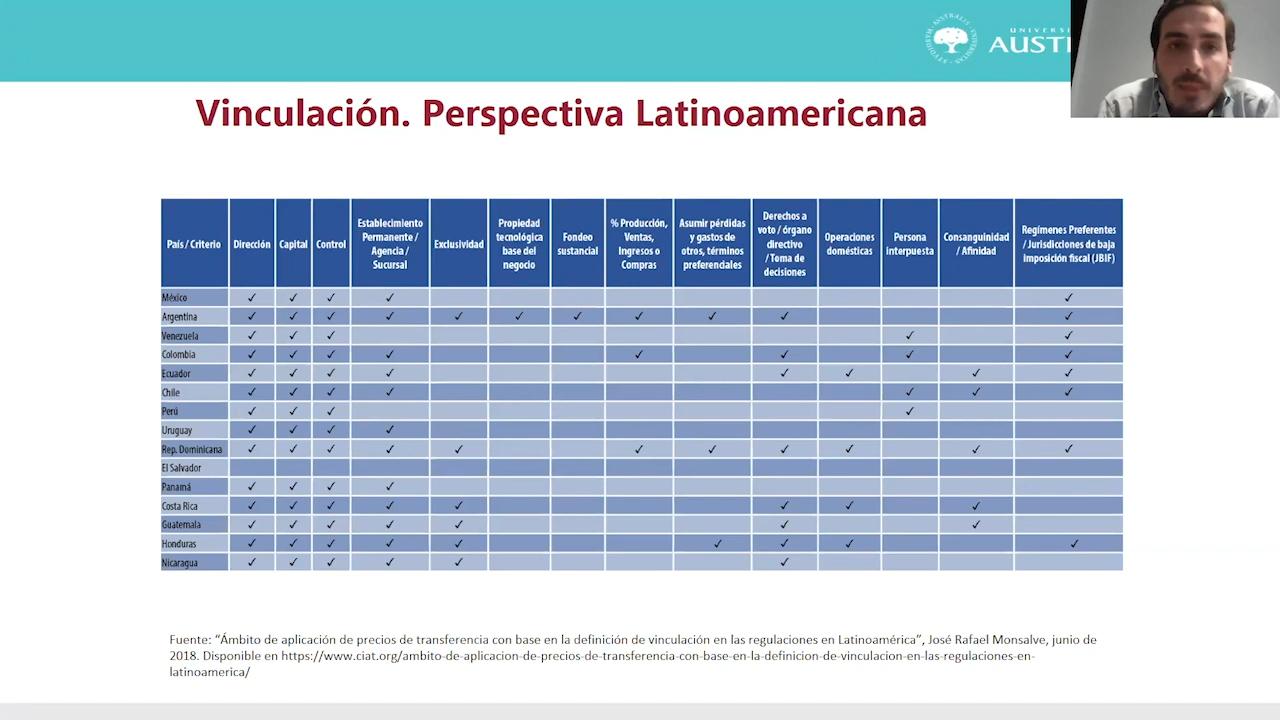 UNIVERSI
AUST
STUDIORUM UNIVERSITAS AUSTRALIS
Vinculación. Perspectiva Latinoamericana
País / Criterio Dirección Capital Control Establecimiento Permanente / Agencia / Sucursal Exclusividad Propiedad tecnológica base del negocio Fondeo sustancial % Producción, Ventas, Ingresos o Compras Asumir pérdidas y gastos de otros, términos preferenciales Derechos a voto / órgano directivo / Toma de decisiones Operaciones domésticas Persona interpuesta Consanguinidad / Afinidad Regímenes Preferentes / Jurisdicciones de baja imposición fiscal (JBIF)
México ✓ ✓ ✓ ✓ ✓
Argentina ✓ ✓ ✓ ✓ ✓ ✓ ✓ ✓ ✓ ✓ ✓
Venezuela ✓ ✓ ✓ ✓ ✓
Colombia ✓ ✓ ✓ ✓ ✓ ✓ ✓ ✓
Ecuador ✓ ✓ ✓ ✓ ✓ ✓ ✓ ✓
Chile ✓ ✓ ✓ ✓ ✓ ✓ ✓
Perú ✓ ✓ ✓ ✓
Uruguay ✓ ✓ ✓ ✓
Rep. Dominicana ✓ ✓ ✓ ✓ ✓ ✓ ✓ ✓ ✓ ✓ ✓
El Salvador
Panamá ✓ ✓ ✓ ✓
Costa Rica ✓ ✓ ✓ ✓ ✓ ✓ ✓ ✓
Guatemala ✓ ✓ ✓ ✓ ✓ ✓ ✓
Honduras ✓ ✓ ✓ ✓ ✓ ✓ ✓ ✓ ✓
Nicaragua ✓ ✓ ✓ ✓ ✓ ✓
Fuente: “Ámbito de aplicación de precios de transferencia con base en la definición de vinculación en las regulaciones en Latinoamérica”, José Rafael Monsalve, junio de
2018. Disponible en https://www.ciat.org/ambito-de-aplicacion-de-precios-de-transferencia-con-base-en-la-definicion-de-vinculacion-en-las-regulaciones-en-
latinoamerica/